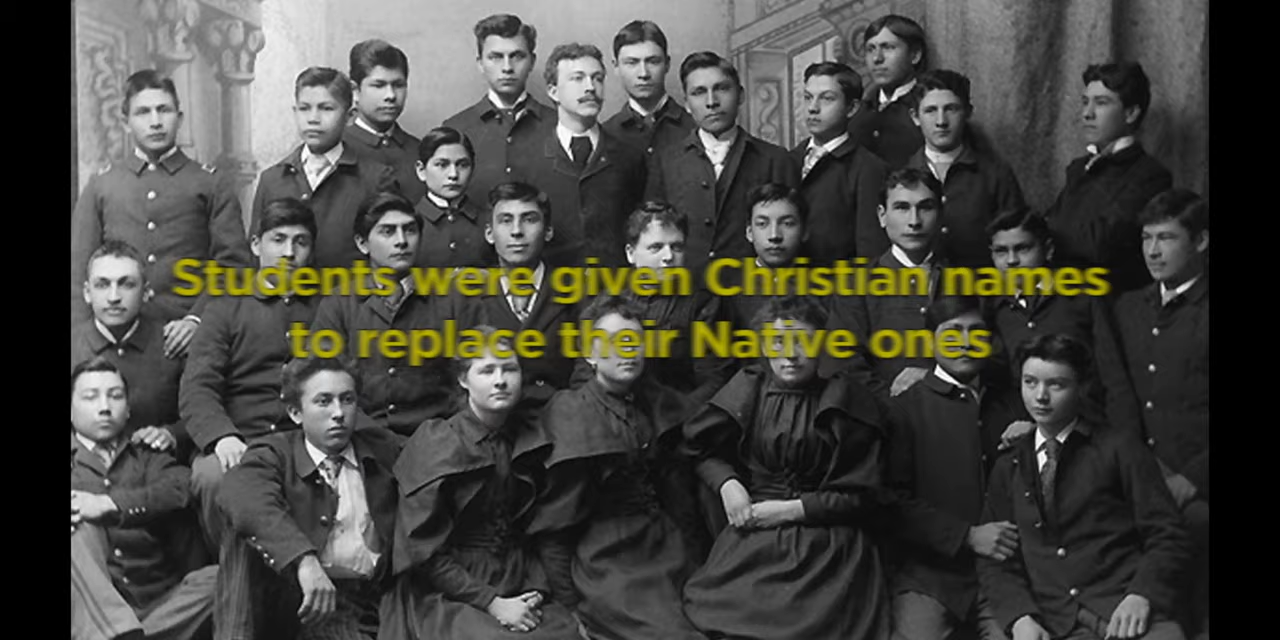 Students were given Christian names
to replace their Native ones